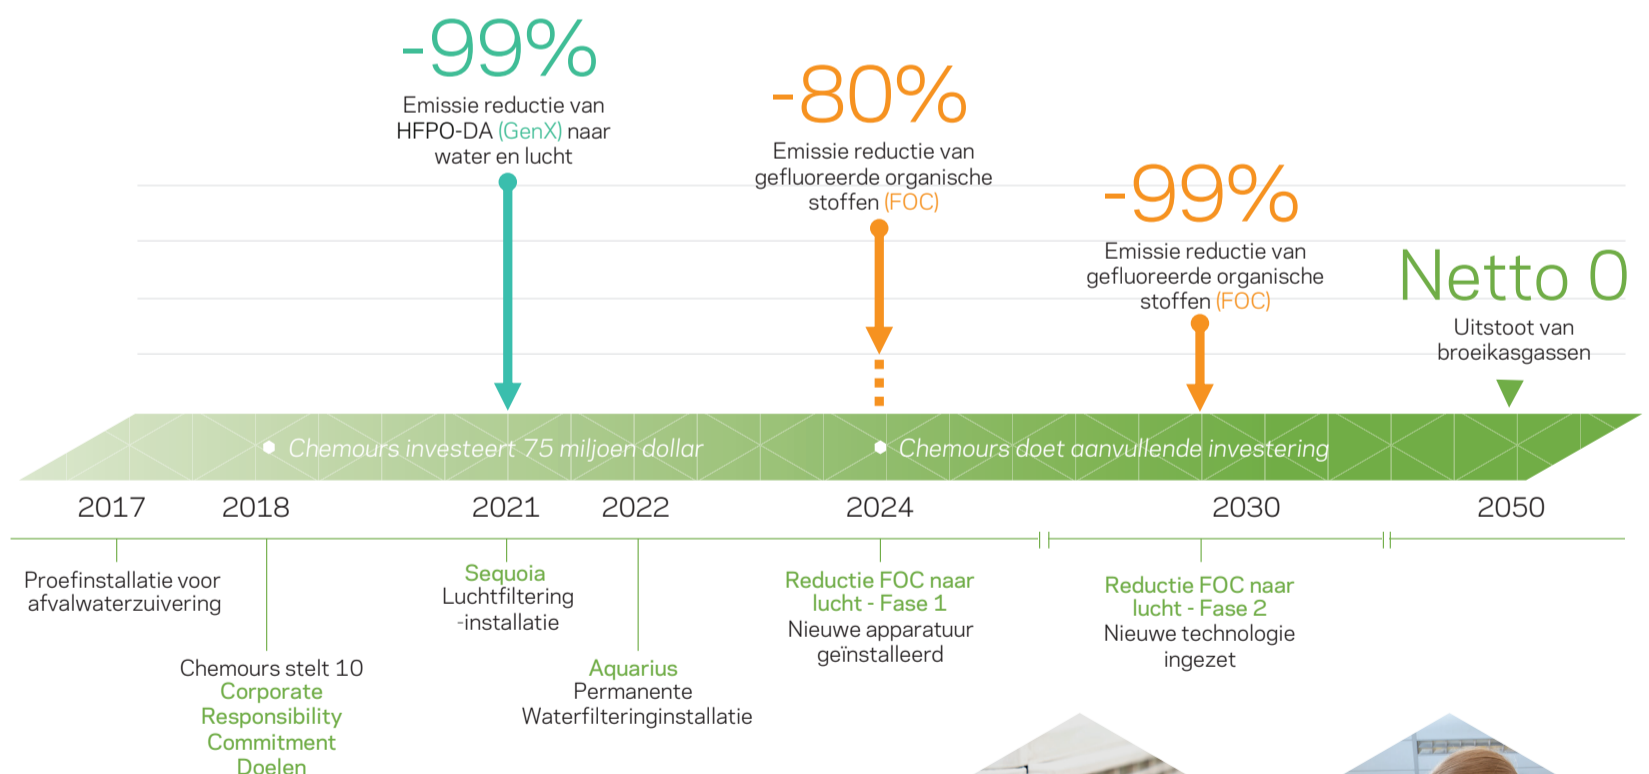 -99%
Emissie reductie van
HFPO-DA (GenX) naar
water en lucht
-80%
Emissie reductie van
gefluoreerde organische
stoffen (FOC)
-99%
Emissie reductie van
gefluoreerde organische
stoffen (FOC)
Netto 0
Uitstoot van
broeikasgassen
Chemours investeert 75 miljoen dollar
Chemours doet aanvullende investering
2017
2018
2021
2022
2024
2030
2050
Proefinstallatie voor
afvalwaterzuivering
Chemours stelt 10
Corporate
Responsibility
Commitment
Doelen
Sequoia
Luchtfiltering
-installatie
Aquarius
Permanente
Waterfilteringinstallatie
Reductie FOC naar
lucht - Fase 1
Nieuwe apparatuur
geïnstalleerd
Reductie FOC naar
lucht - Fase 2
Nieuwe technologie
ingezet